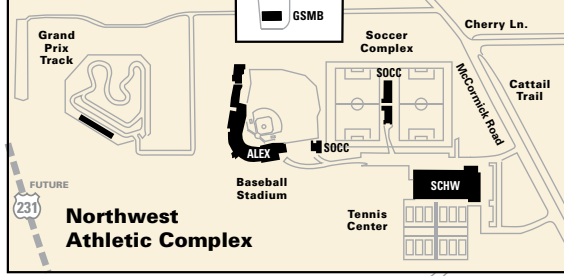 GSMB
Grand
Prix
Track
Soccer
Complex
Cherry Ln.
SOCC
McCormick Road
Cattail
Trail
ALEX
SOCC
Baseball
Stadium
SCHW
FUTURE
231
Northwest
Athletic Complex
Tennis
Center